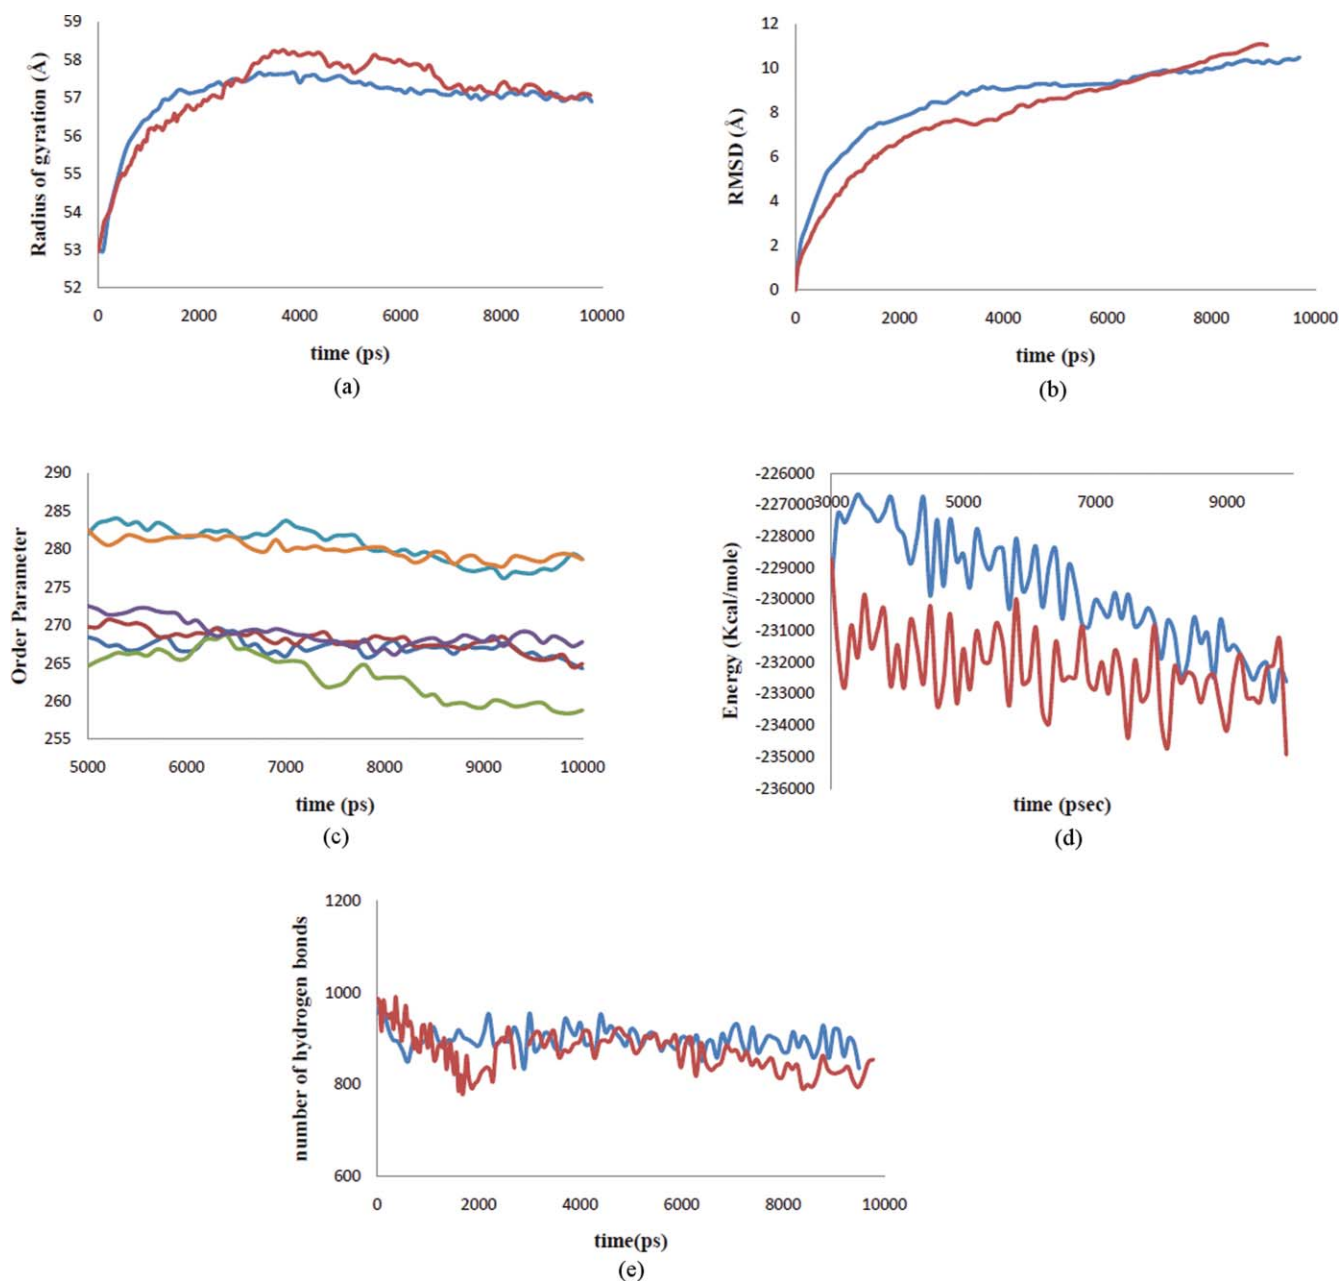 59
58
57
56
55
54
53
52
Radius of gyration (Å)
0 2000 4000 6000 8000 10000
time (ps)
(a)
12
10
8
6
4
2
0
RMSD (Å)
0 2000 4000 6000 8000 10000
time (ps)
(b)
290
285
280
275
270
265
260
255
Order Parameter
5000 6000 7000 8000 9000 10000
time (ps)
(c)
-226000
-227000
-228000
-229000
-230000
-231000
-232000
-233000
-234000
-235000
-236000
Energy (Kcal/mole)
3000 5000 7000 9000
time (psec)
(d)
1200
1000
800
600
number of hydrogen bonds
0 2000 4000 6000 8000 10000
time(ps)
(e)